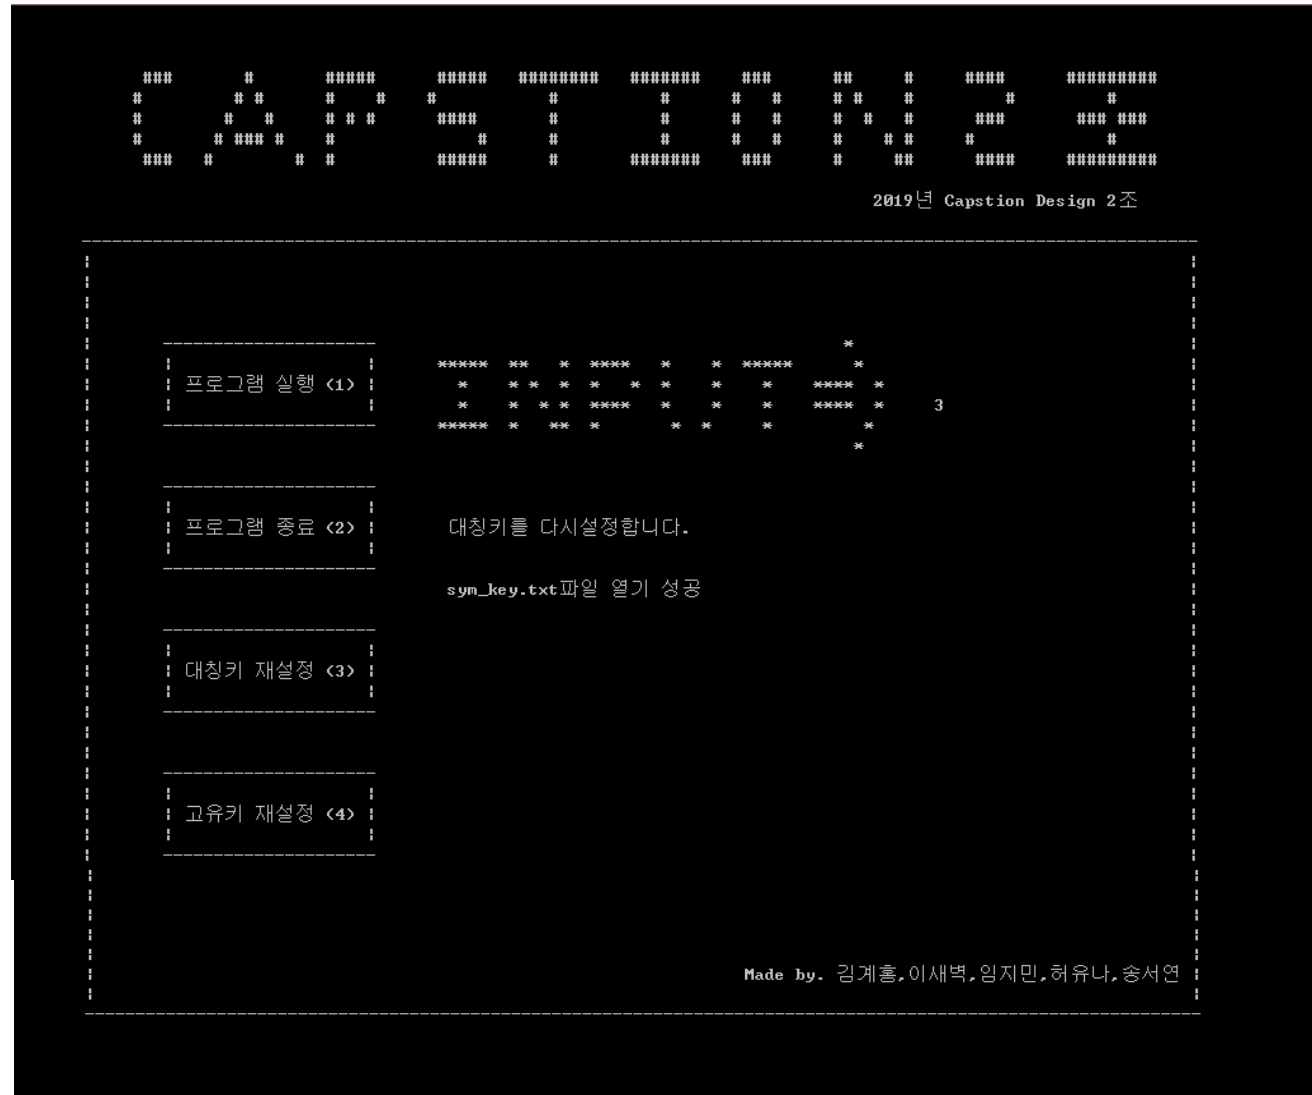 CAPSTION 2조
2019년 Capstion Design 2조
프로그램 실행 (1)
INPUT=> 3
프로그램 종료 (2)
대칭키를 다시설정합니다.
sym_key.txt파일 열기 성공
대칭키 재설정 (3)
고유키 재설정 (4)
Made by. 김계홍,이새벽,임지민,허유나,송서연